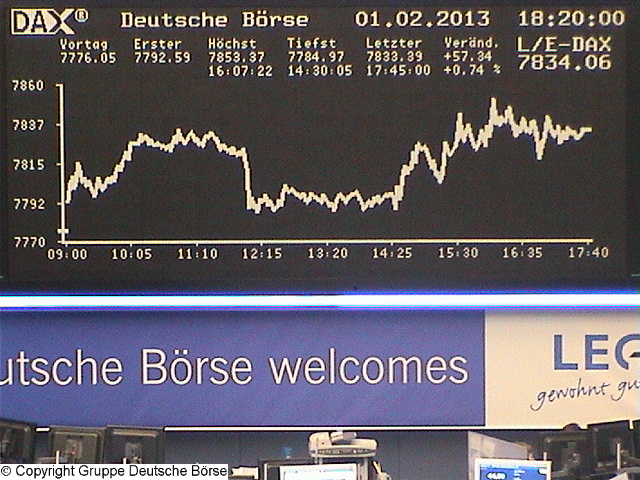 DAX® Deutsche Börse 01.02.2013 18:20:00
Vortag Erster Höchst Tiefst Letzter Veränd. L/E-DAX
7776.05 7792.59 7853.37 7784.97 7833.39 +57.34 7834.06
16:07:22 14:30:05 17:45:00 +0.74 %
7860
7837
7815
7792
7770
09:00 10:05 11:10 12:15 13:20 14:25 15:30 16:35 17:40
utsche Börse welcomes
LEG
gewohnt gu
© Copyright Gruppe Deutsche Börse